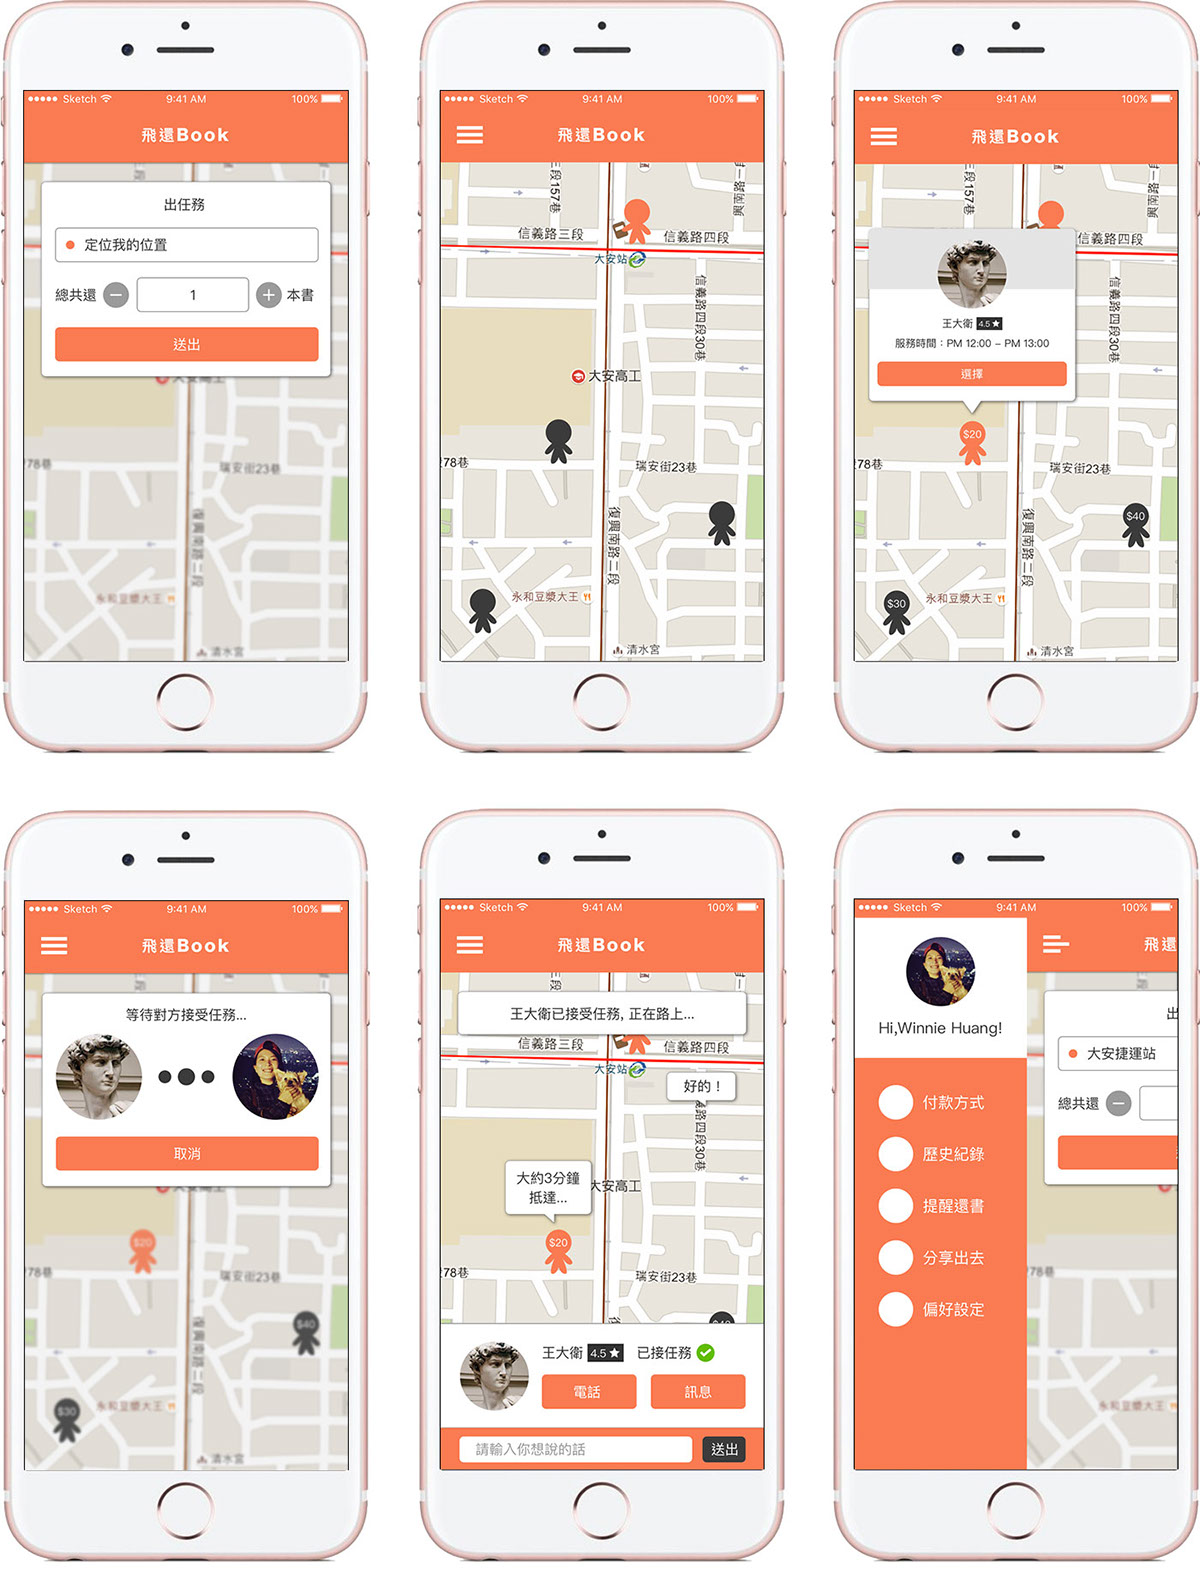 Sketch 9:41 AM 100%
飛還Book
出任務
定位我的位置
總共還 1 本書
送出
大安高工
78巷
瑞安街23巷
復興南路二段
永和豆漿大王
清水宮
Sketch 9:41 AM 100%
飛還Book
三段157巷
信義路三段
信義路四段
大安站
信義路四段30巷
大安高工
78巷
瑞安街23巷
復興南路二段
永和豆漿大王
清水宮
Sketch 9:41 AM 100%
飛還Book
三段157巷
信義路四段
王大衛 4.5★
服務時間：PM 12:00 – PM 13:00
選擇
信義路四段30巷
$20
78巷
瑞安街23巷
$40
復興南路二段
$30
永和豆漿大王
清水宮
Sketch 9:41 AM 100%
飛還Book
等待對方接受任務...
取消
大安高工
$20
78巷
瑞安街23巷
$40
復興南路二段
$30
永和豆漿大王
清水宮
Sketch 9:41 AM 100%
飛還Book
王大衛已接受任務, 正在路上...
信義路三段
信義路四段
大安站
好的！
路四段30巷
大約3分鐘
抵達...
大安高工
$20
78巷
瑞安街23巷
王大衛 4.5★ 已接任務
電話 訊息
請輸入你想說的話 送出
Sketch 9:41 AM 100%
飛還
Hi,Winnie Huang!
付款方式
歷史紀錄
提醒還書
分享出去
偏好設定
出
大安捷運站
總共還
78巷
瑞安街23巷
復興南路二段
永和豆漿大王
清水宮